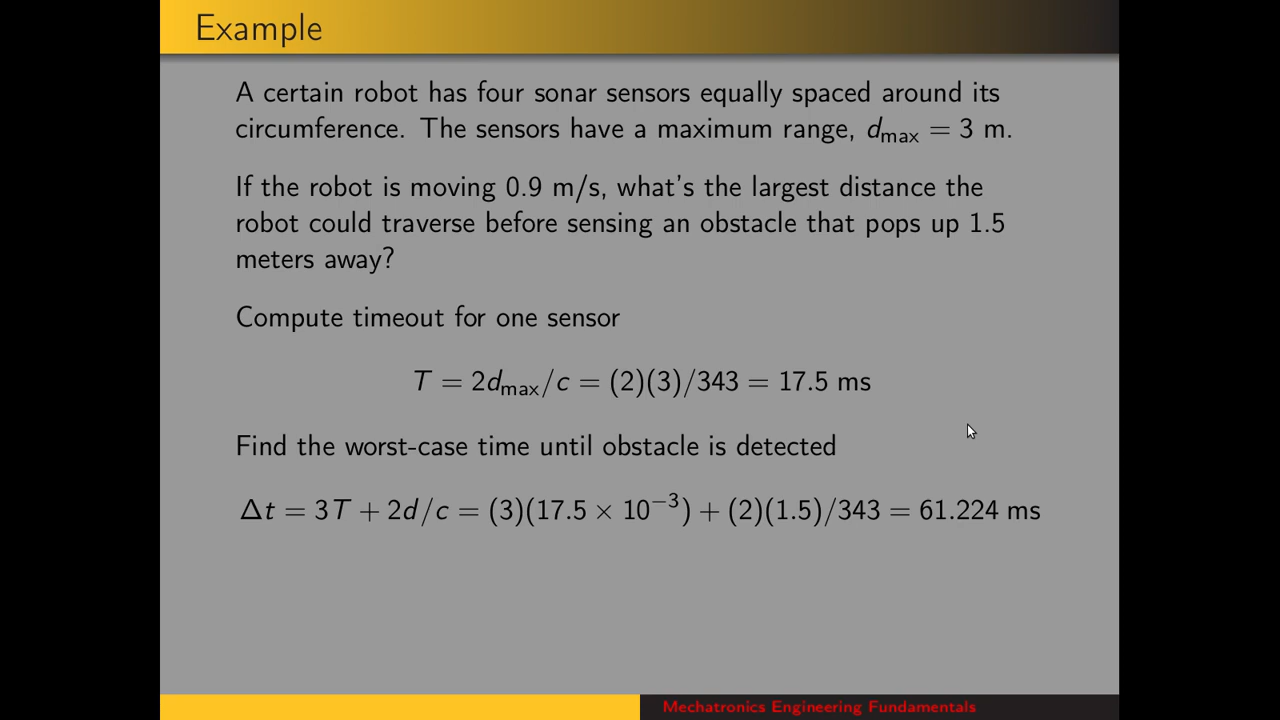 Example
A certain robot has four sonar sensors equally spaced around its
circumference. The sensors have a maximum range, d_max = 3 m.
If the robot is moving 0.9 m/s, what's the largest distance the
robot could traverse before sensing an obstacle that pops up 1.5
meters away?
Compute timeout for one sensor
T = 2d_max/c = (2)(3)/343 = 17.5 ms
Find the worst-case time until obstacle is detected
Δt = 3T + 2d/c = (3)(17.5 × 10⁻³) + (2)(1.5)/343 = 61.224 ms
Mechatronics Engineering Fundamentals